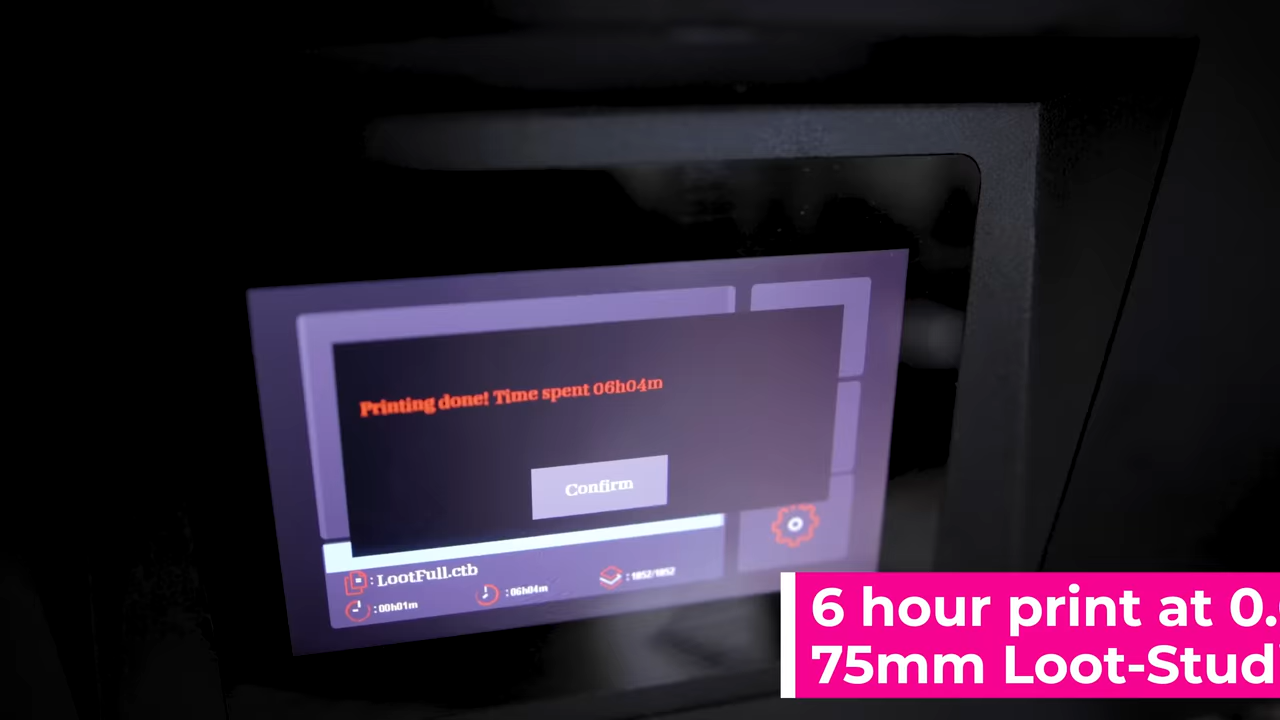 Printing done! Time spent 06h04m
Confirm
: LootFull.ctb
: 00h01m
: 06h04m
: 1852/1852
6 hour print at 0.
75mm Loot-Stud